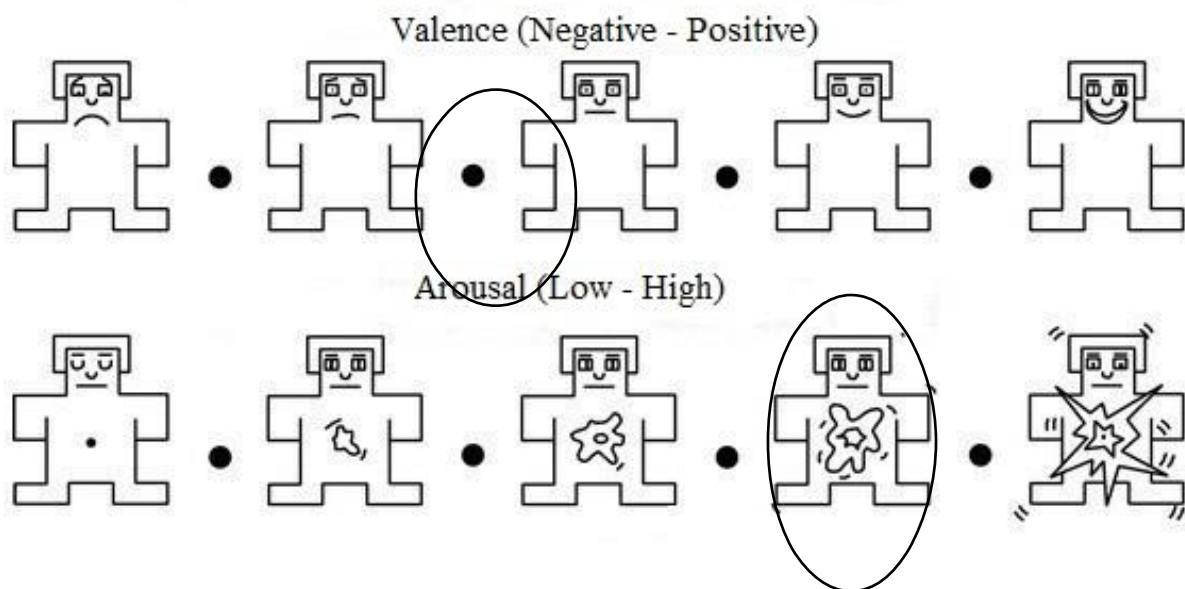 Valence (Negative - Positive)
Arousal (Low - High)